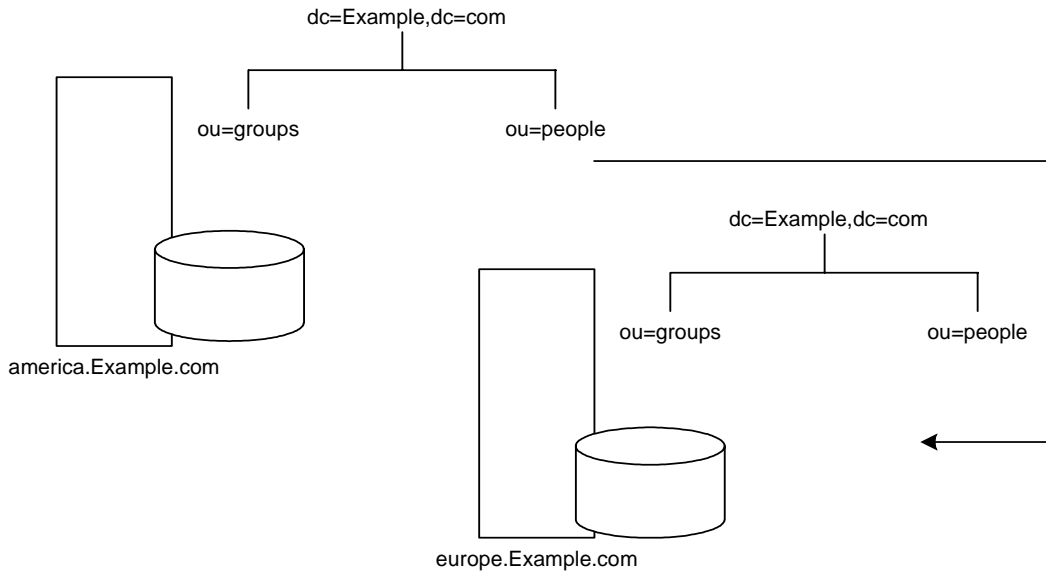 dc=Example,dc=com
ou=groups
ou=people
america.Example.com
dc=Example,dc=com
ou=groups
ou=people
europe.Example.com